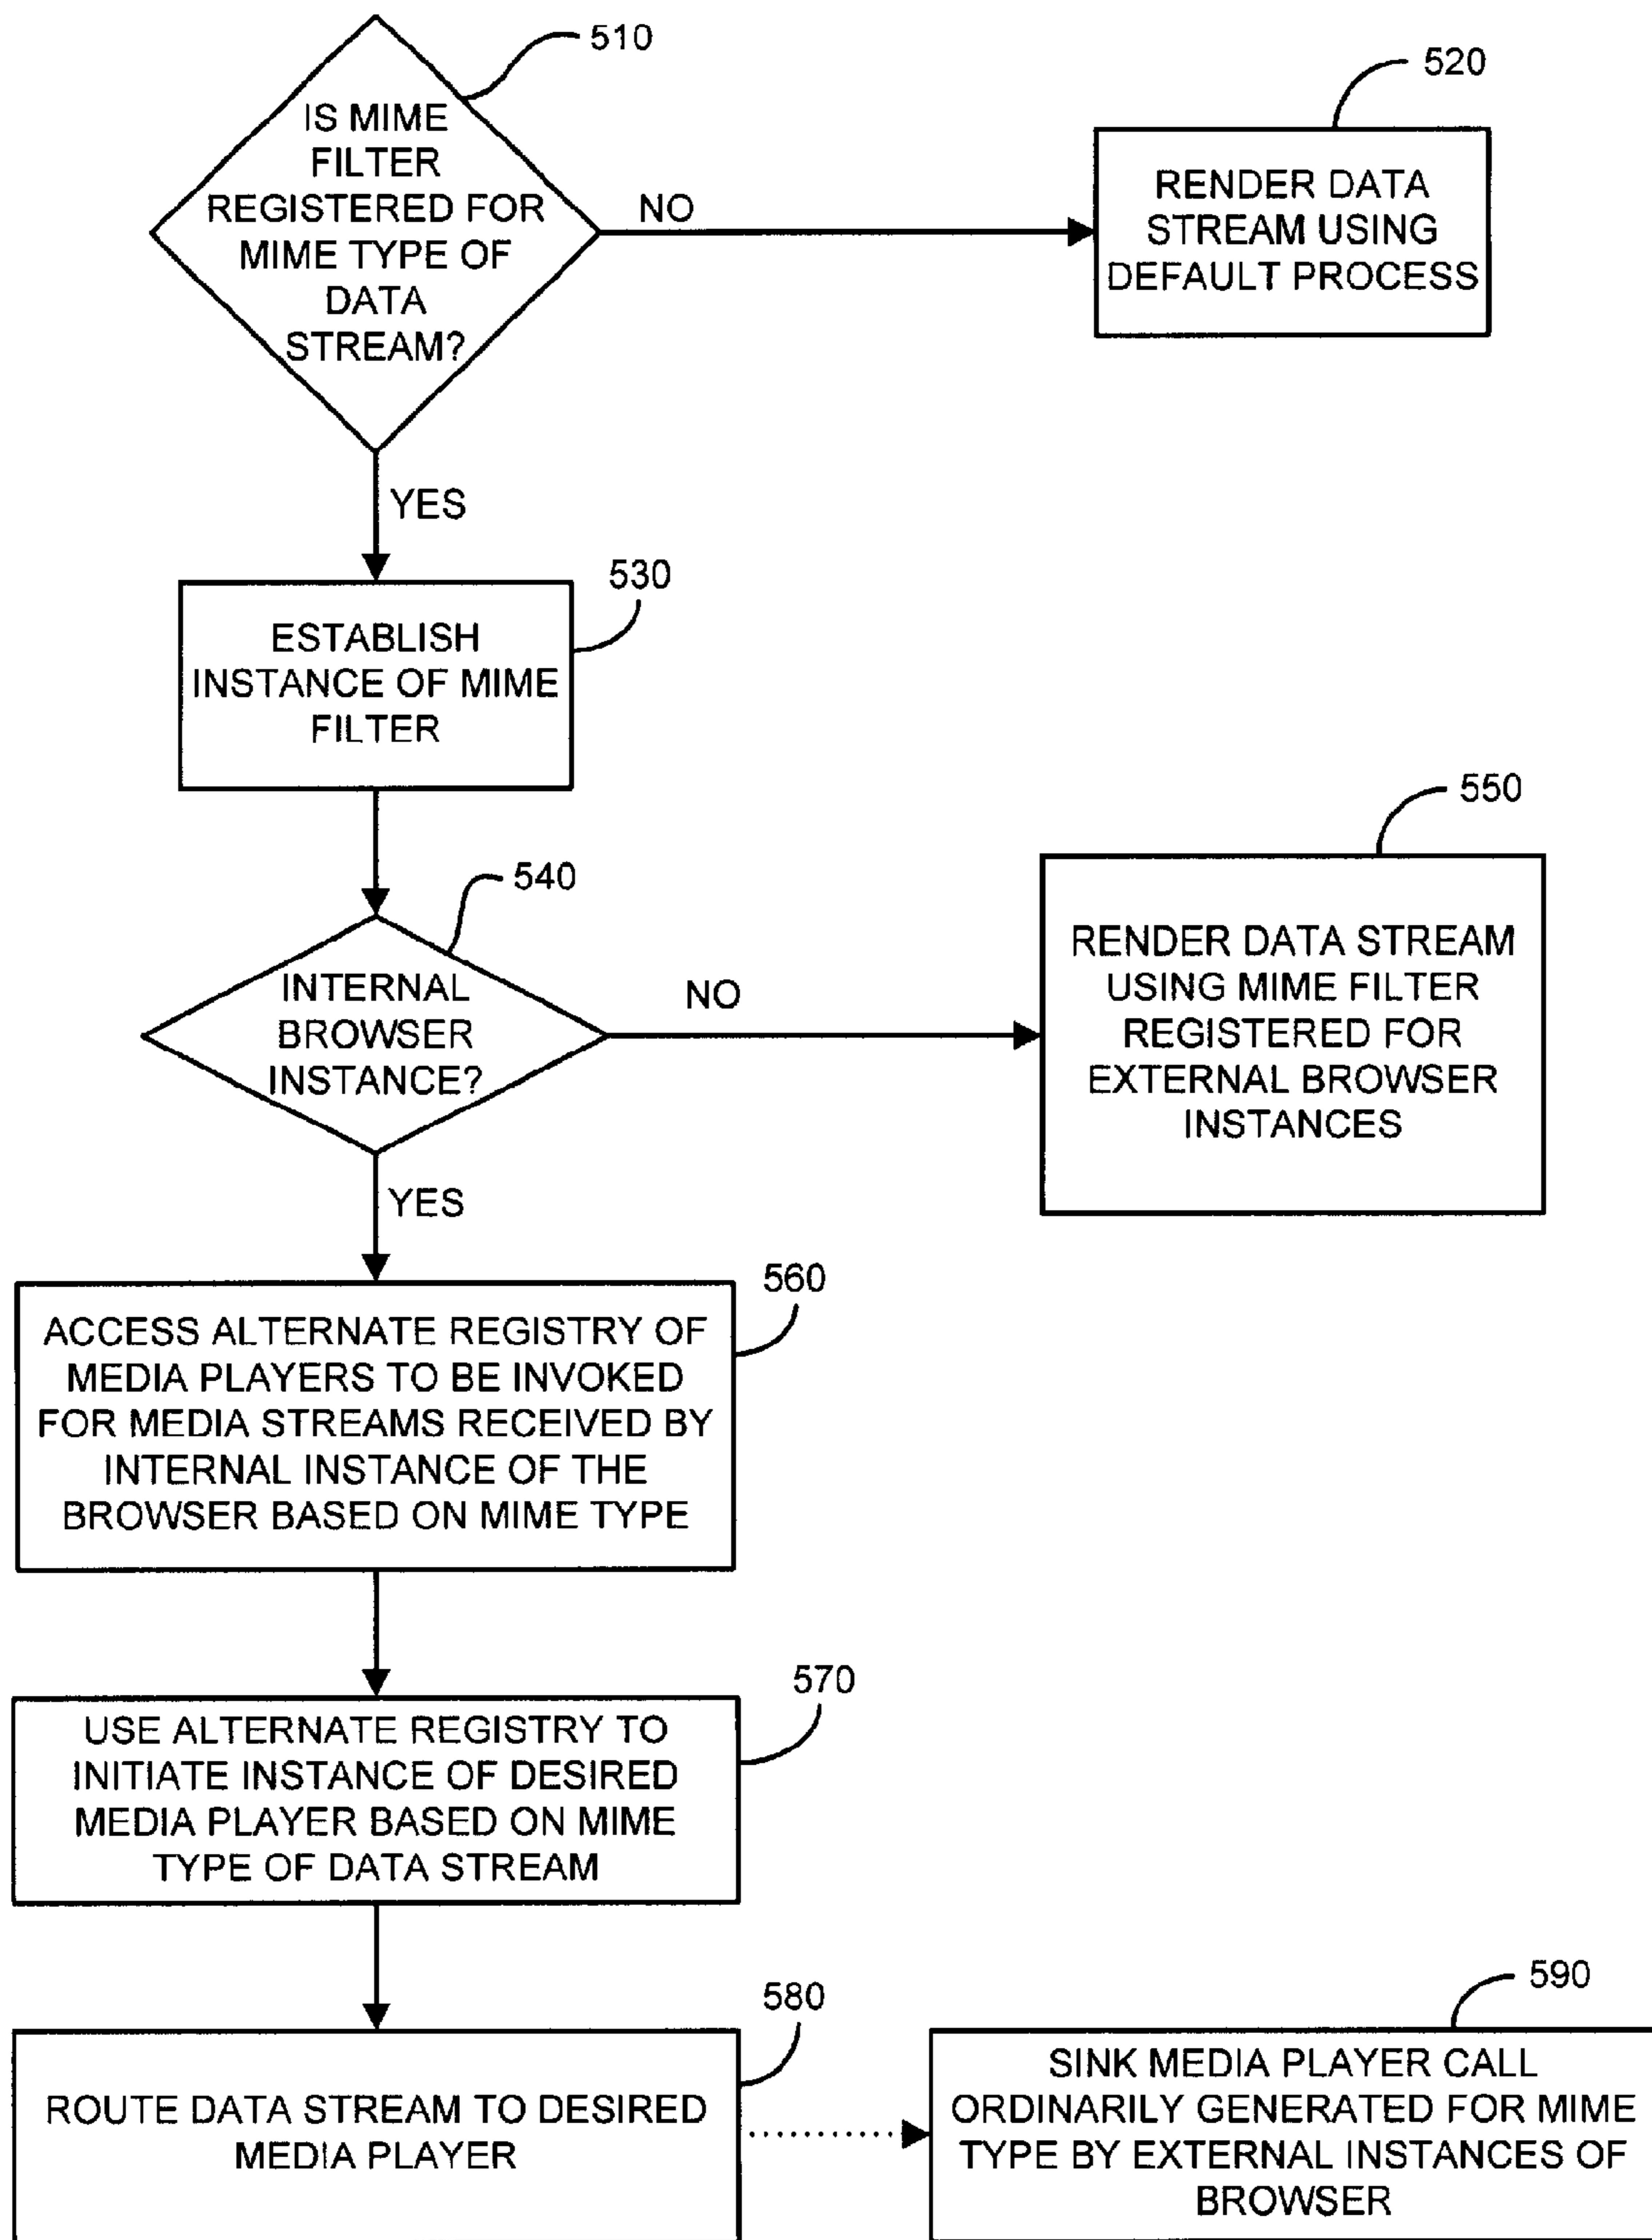 510
IS MIME
FILTER
REGISTERED FOR
MIME TYPE OF
DATA
STREAM?
NO
520
RENDER DATA
STREAM USING
DEFAULT PROCESS
YES
530
ESTABLISH
INSTANCE OF MIME
FILTER
540
INTERNAL
BROWSER
INSTANCE?
NO
550
RENDER DATA STREAM
USING MIME FILTER
REGISTERED FOR
EXTERNAL BROWSER
INSTANCES
YES
560
ACCESS ALTERNATE REGISTRY OF
MEDIA PLAYERS TO BE INVOKED
FOR MEDIA STREAMS RECEIVED BY
INTERNAL INSTANCE OF THE
BROWSER BASED ON MIME TYPE
570
USE ALTERNATE REGISTRY TO
INITIATE INSTANCE OF DESIRED
MEDIA PLAYER BASED ON MIME
TYPE OF DATA STREAM
580
ROUTE DATA STREAM TO DESIRED
MEDIA PLAYER
590
SINK MEDIA PLAYER CALL
ORDINARILY GENERATED FOR MIME
TYPE BY EXTERNAL INSTANCES OF
BROWSER